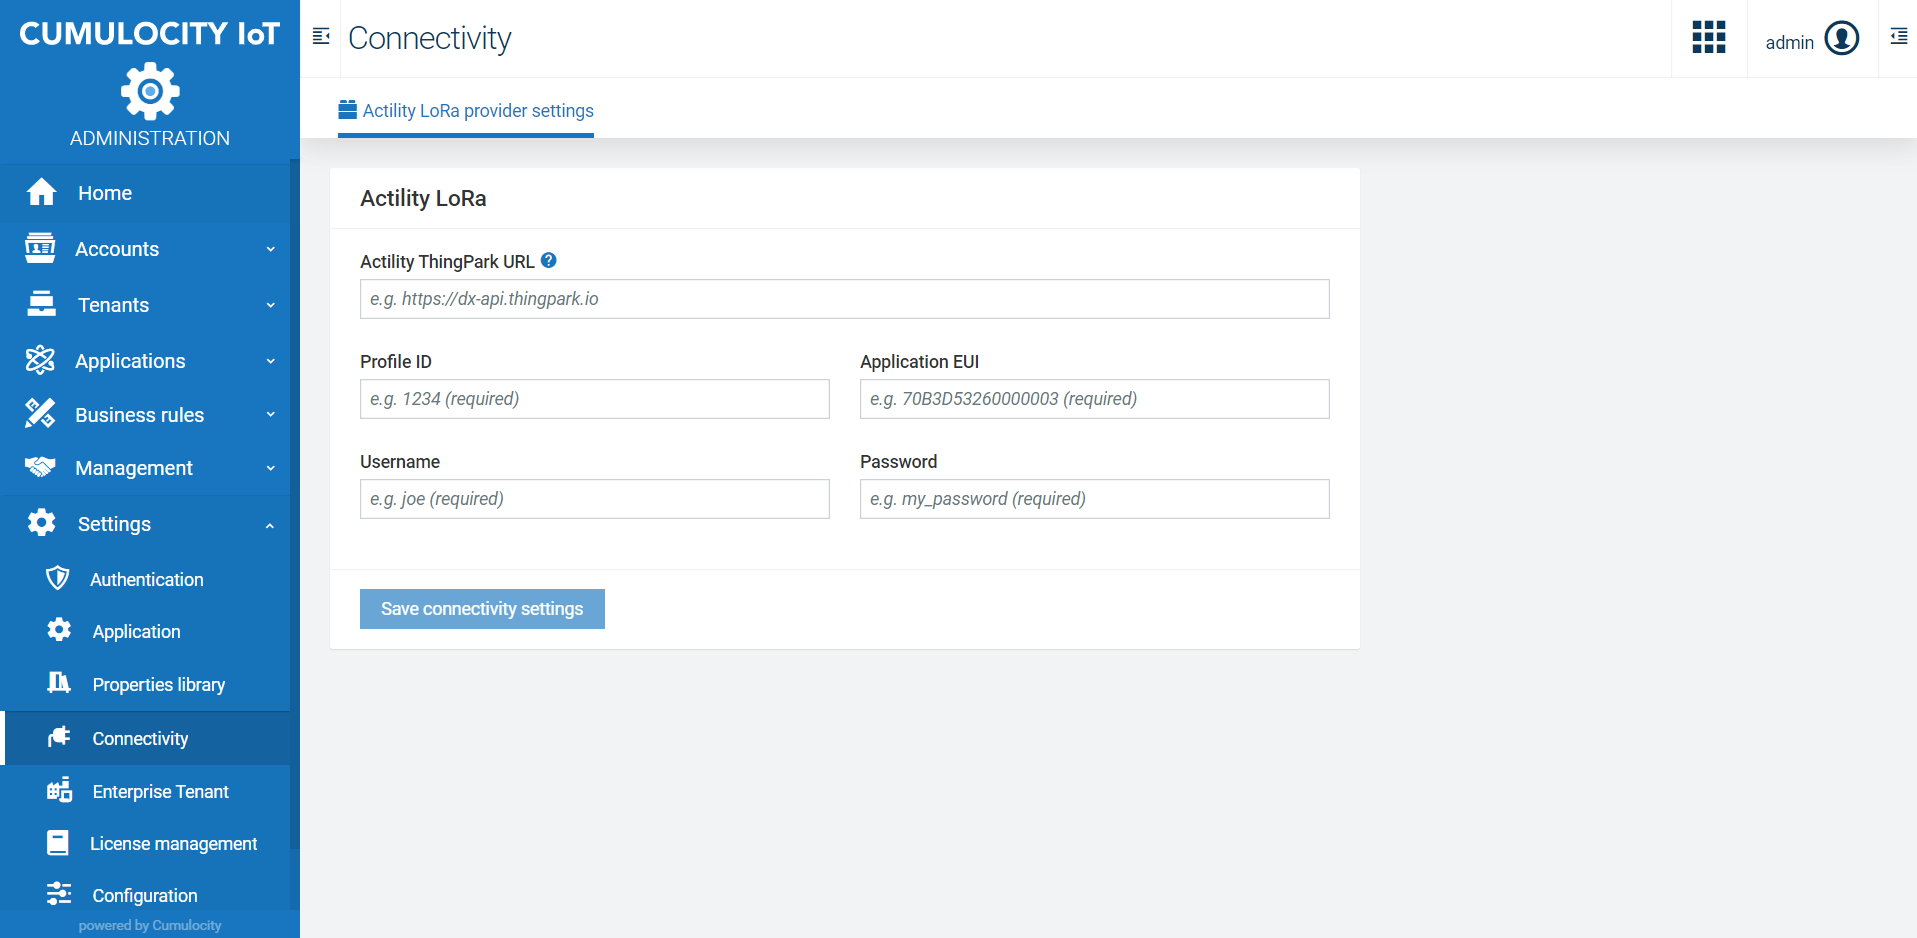 CUMULOCITY IoT
ADMINISTRATION
Home
Accounts
Tenants
Applications
Business rules
Management
Settings
Authentication
Application
Properties library
Connectivity
Enterprise Tenant
License management
Configuration
powered by Cumulocity
Connectivity
admin
Actility LoRa provider settings
Actility LoRa
Actility ThingPark URL ?
e.g. https://dx-api.thingpark.io
Profile ID
e.g. 1234 (required)
Application EUI
e.g. 70B3D53260000003 (required)
Username
e.g. joe (required)
Password
e.g. my_password (required)
Save connectivity settings